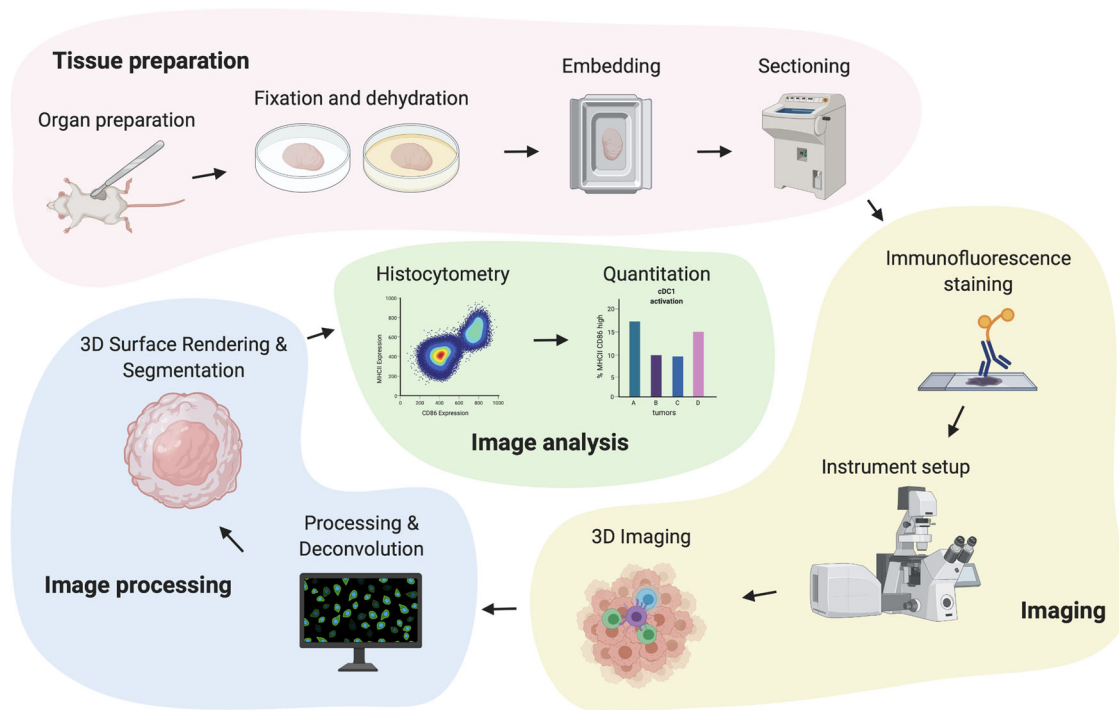 Tissue preparation
Organ preparation
Fixation and dehydration
Embedding
Sectioning
Immunofluorescence
staining
Instrument setup
Imaging
3D Imaging
Processing &
Deconvolution
Image processing
3D Surface Rendering &
Segmentation
Histocytometry
MHCII Expression
1000
800
600
400
200
0
0 200 400 600 800 1000
CD86 Expression
Quantitation
cDC1
activation
% MHCII CD86 high
20
15
10
5
0
A B C D
tumors
Image analysis